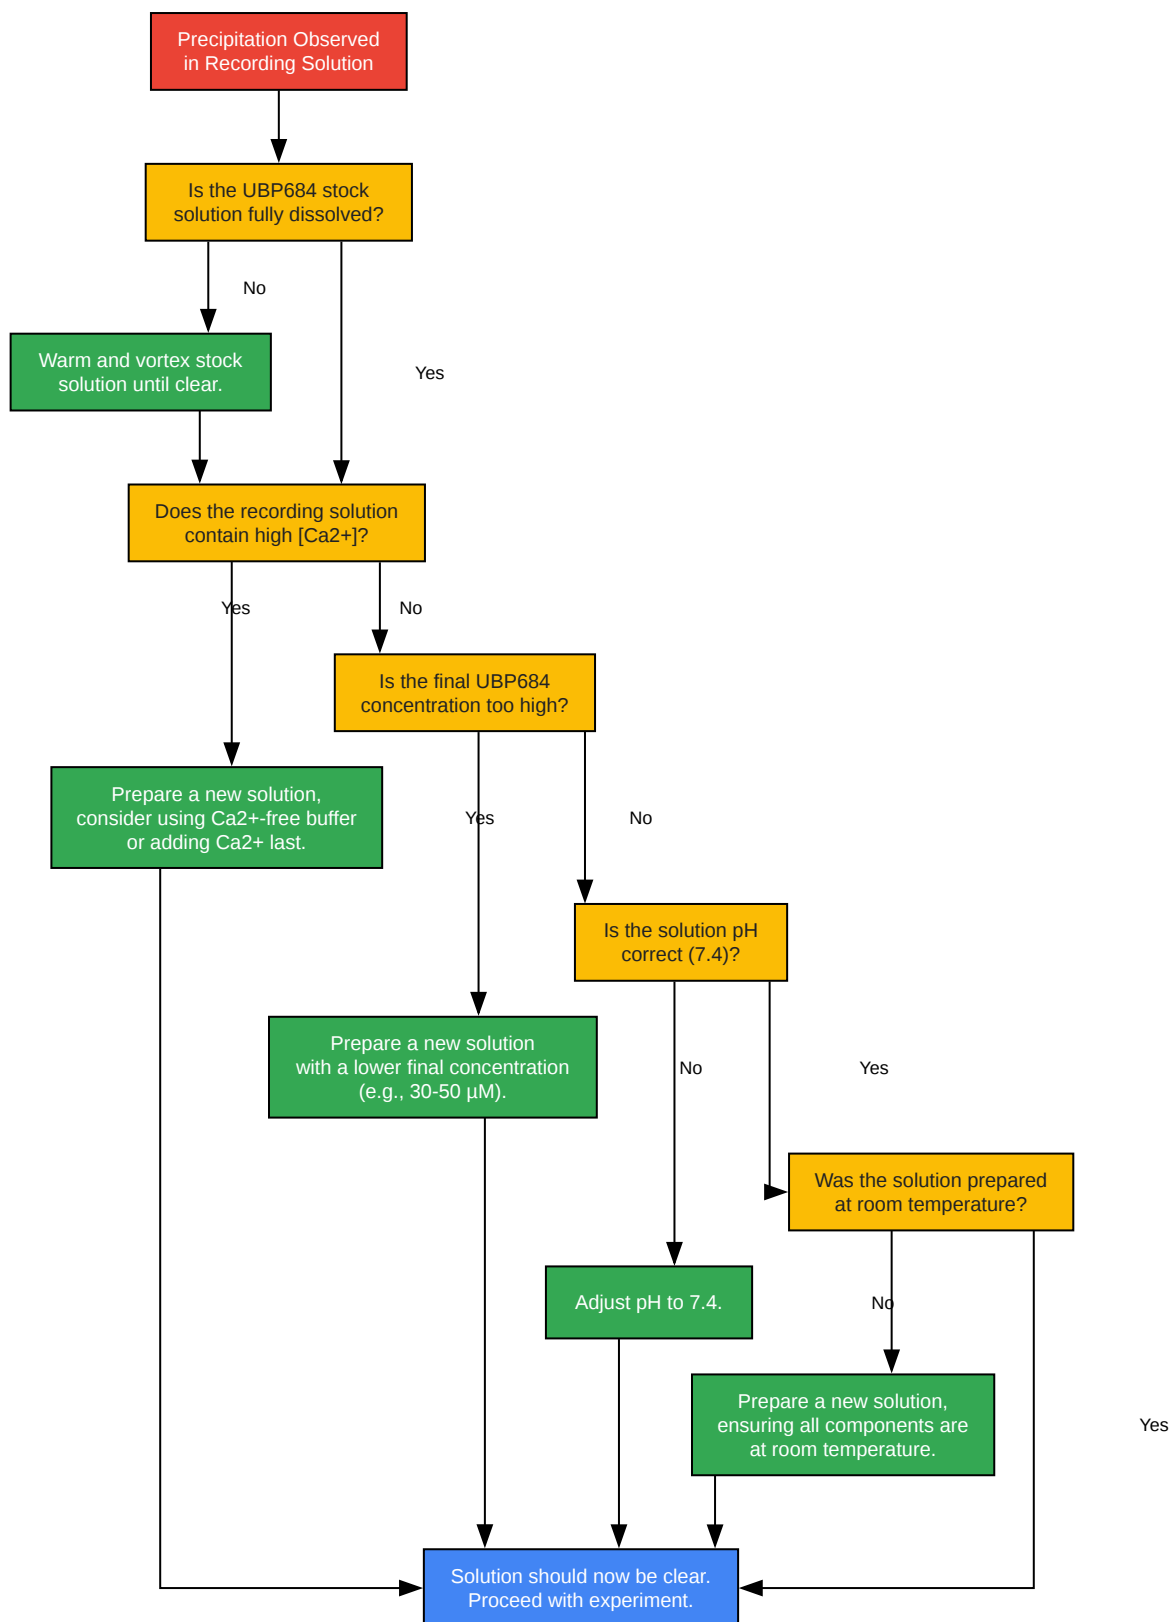 Precipitation Observed
in Recording Solution
Is the UBP684 stock
solution fully dissolved?
No
Warm and vortex stock
solution until clear.
Yes
Does the recording solution
contain high [Ca2+]?
Yes
No
Is the final UBP684
concentration too high?
Prepare a new solution,
consider using Ca2+-free buffer
or adding Ca2+ last.
Yes
No
Is the solution pH
correct (7.4)?
Prepare a new solution
with a lower final concentration
(e.g., 30-50 µM).
No
Yes
Was the solution prepared
at room temperature?
Adjust pH to 7.4.
No
Prepare a new solution,
ensuring all components are
at room temperature.
Yes
Solution should now be clear.
Proceed with experiment.